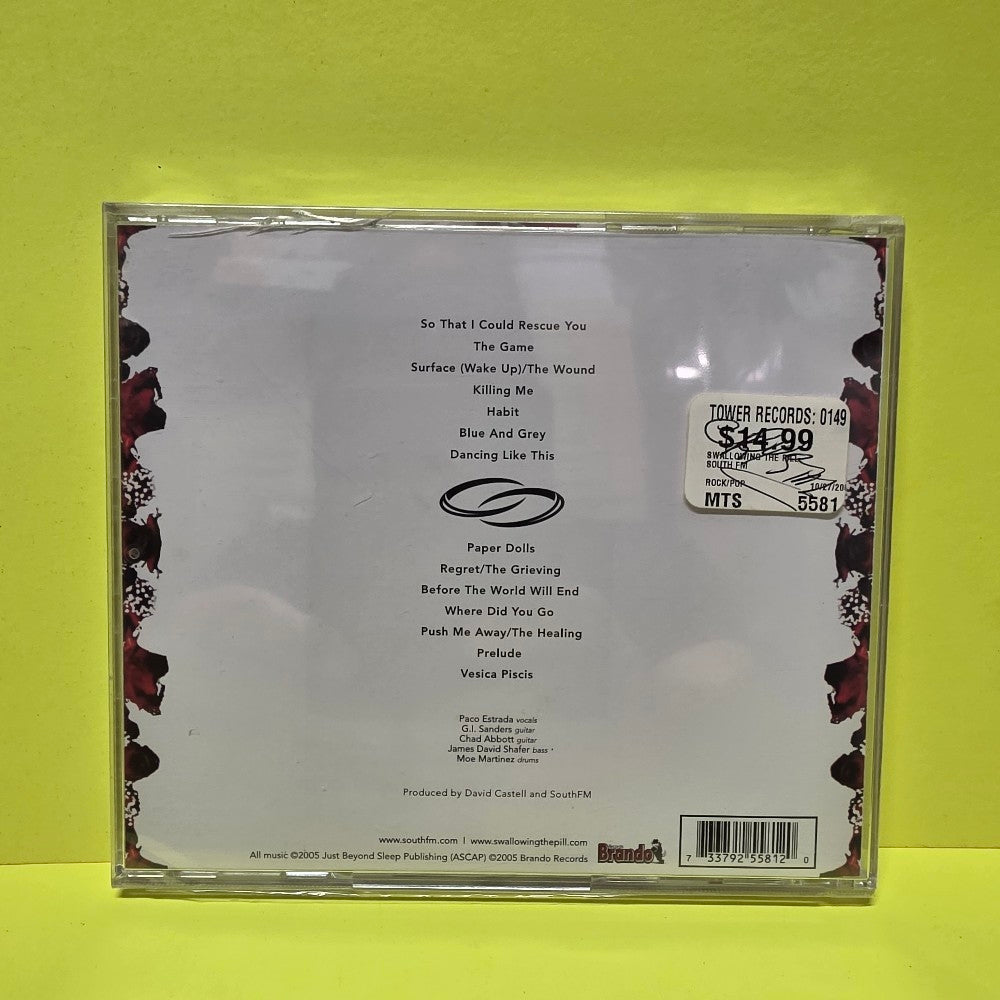 So That I Could Rescue You
The Game
Surface (Wake Up)/The Wound
Killing Me
Habit
Blue And Grey
Dancing Like This
TOWER RECORDS: 0149
$14.99
SWALLOWING THE PILL
SOUTH FM
ROCK/POP 10/27/20
MTS 5581
Paper Dolls
Regret/The Grieving
Before The World Will End
Where Did You Go
Push Me Away/The Healing
Prelude
Vesica Piscis
Paco Estrada vocals
G.I. Sanders guitar
Chad Abbott guitar
James David Shafer bass
Moe Martinez drums
Produced by David Castell and SouthFM
www.southfm.com | www.swallowingthepill.com
All music ©2005 Just Beyond Sleep Publishing (ASCAP) ©2005 Brando Records
Brando
7 33792 55812 0